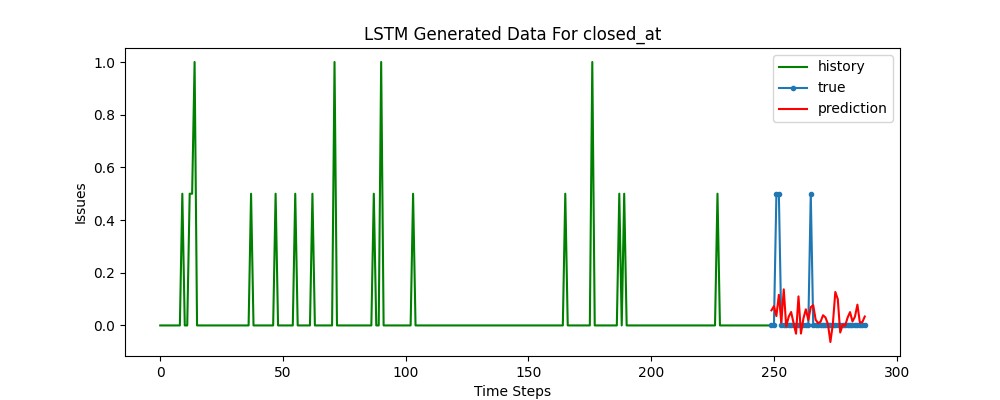 LSTM Generated Data For closed_at
history
true
prediction
Issues
1.0
0.8
0.6
0.4
0.2
0.0
0 50 100 150 200 250 300
Time Steps